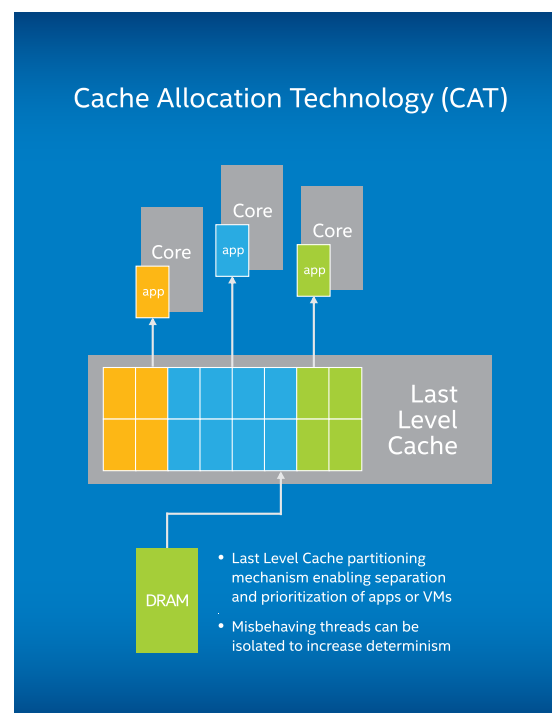 Cache Allocation Technology (CAT)
Core
app
Core
app
Core
app
Last
Level
Cache
DRAM
• Last Level Cache partitioning
mechanism enabling separation
and prioritization of apps or VMs
• Misbehaving threads can be
isolated to increase determinism